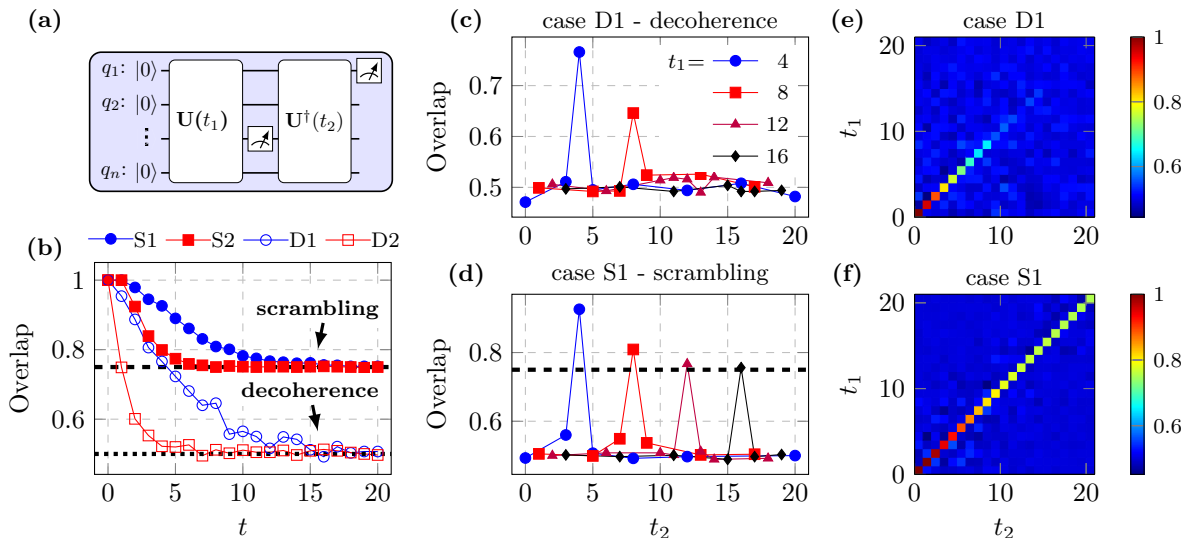 (a)
q1: |0⟩
q2: |0⟩
⋮
qn: |0⟩
U(t1)
U†(t2)
(b)
S1 S2 D1 D2
1
0.8
0.6
Overlap
scrambling
decoherence
0 5 10 15 20
t
(c)
case D1 - decoherence
t1= 4
8
12
16
0.7
0.6
0.5
Overlap
0 5 10 15 20
(d)
case S1 - scrambling
0.8
0.6
Overlap
0 5 10 15 20
t2
(e)
case D1
20
10
0
t1
0 10 20
1
0.8
0.6
(f)
case S1
20
10
0
t1
0 10 20
t2
1
0.8
0.6